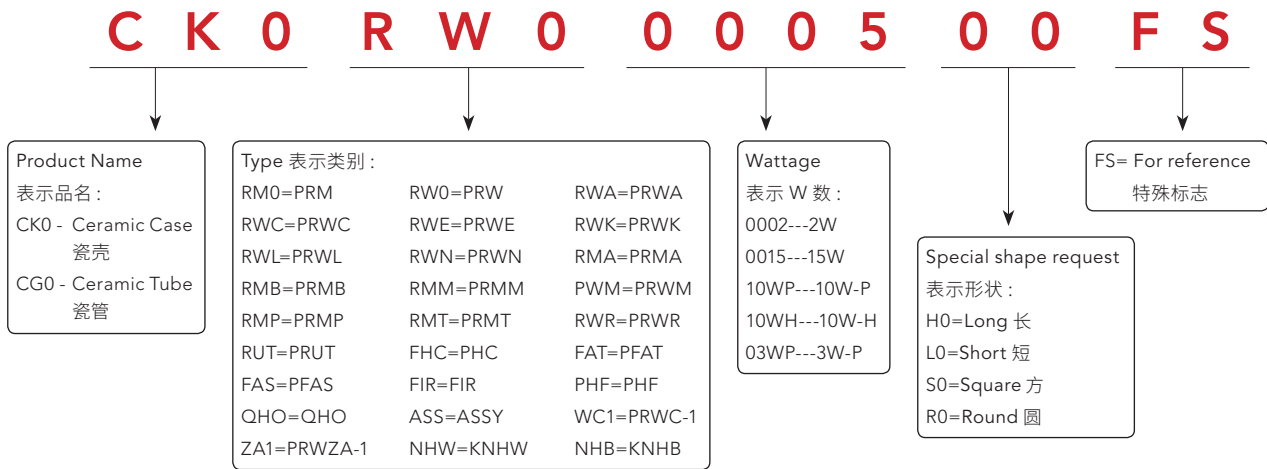 C K 0 R W 0 0 0 0 5 0 0 F S
Product Name
表示品名 :
CK0 - Ceramic Case
瓷壳
CG0 - Ceramic Tube
瓷管
Type 表示类别 :
RM0=PRM RW0=PRW RWA=PRWA
RWC=PRWC RWE=PRWE RWK=PRWK
RWL=PRWL RWN=PRWN RMA=PRMA
RMB=PRMB RMM=PRMM PWM=PRWM
RMP=PRMP RMT=PRMT RWR=PRWR
RUT=PRUT FHC=PHC FAT=PFAT
FAS=PFAS FIR=FIR PHF=PHF
QHO=QHO ASS=ASSY WC1=PRWC-1
ZA1=PRWZA-1 NHW=KNHW NHB=KNHB
Wattage
表示 W 数 :
0002---2W
0015---15W
10WP---10W-P
10WH---10W-H
03WP---3W-P
Special shape request
表示形状 :
H0=Long 长
L0=Short 短
S0=Square 方
R0=Round 圆
FS= For reference
特殊标志